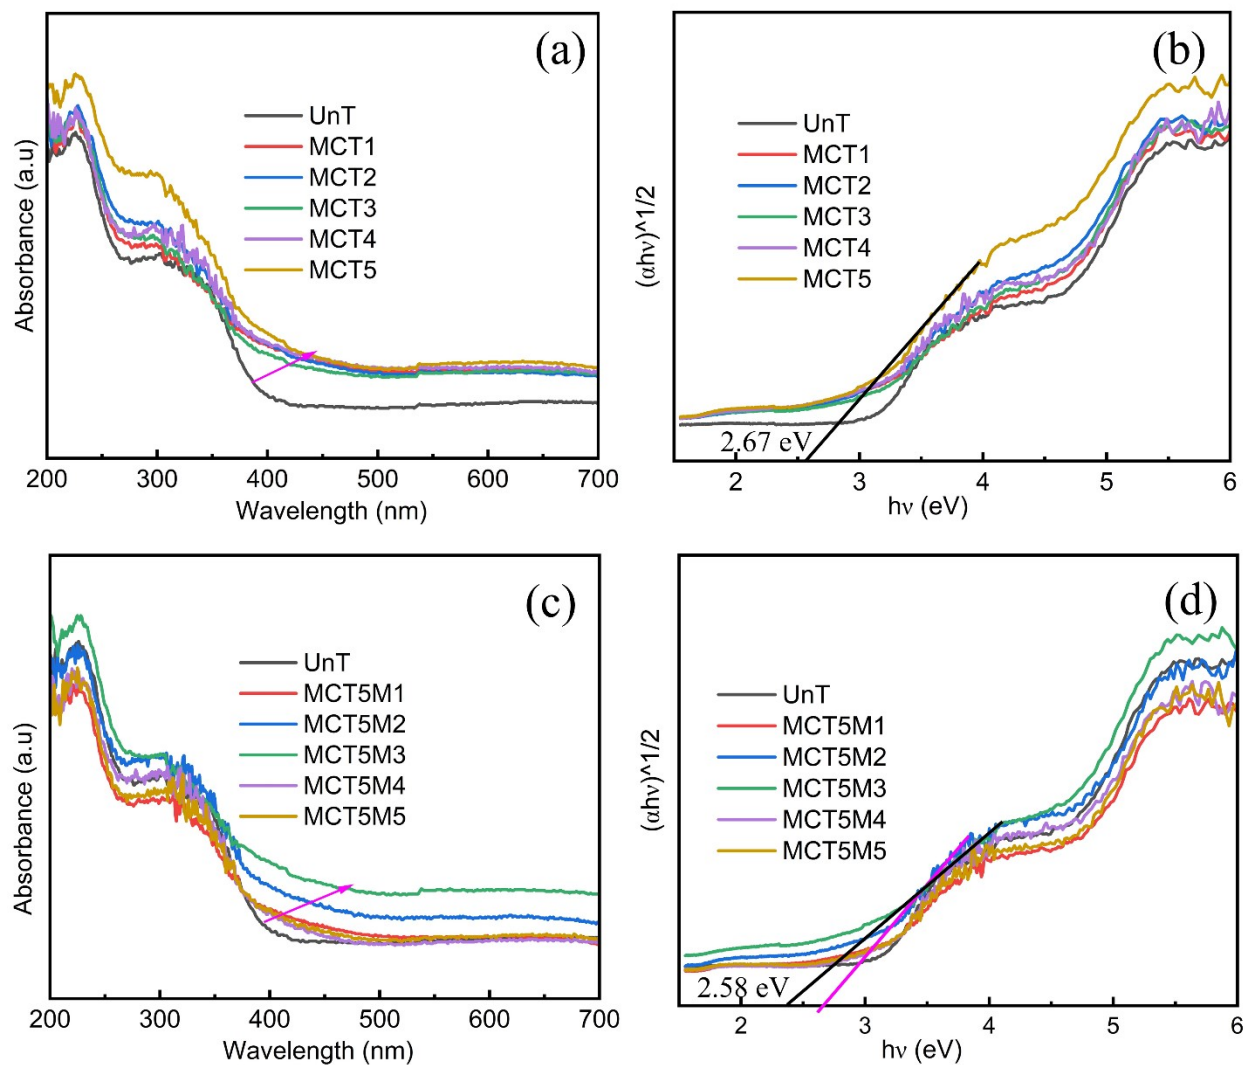 (a)
UnT
MCT1
MCT2
MCT3
MCT4
MCT5
Absorbance (a.u)
200 300 400 500 600 700
Wavelength (nm)
(b)
UnT
MCT1
MCT2
MCT3
MCT4
MCT5
(αhν)^1/2
2.67 eV
2 3 4 5 6
hν (eV)
(c)
UnT
MCT5M1
MCT5M2
MCT5M3
MCT5M4
MCT5M5
Absorbance (a.u)
200 300 400 500 600 700
Wavelength (nm)
(d)
UnT
MCT5M1
MCT5M2
MCT5M3
MCT5M4
MCT5M5
(αhν)^1/2
2.58 eV
2 3 4 5 6
hν (eV)